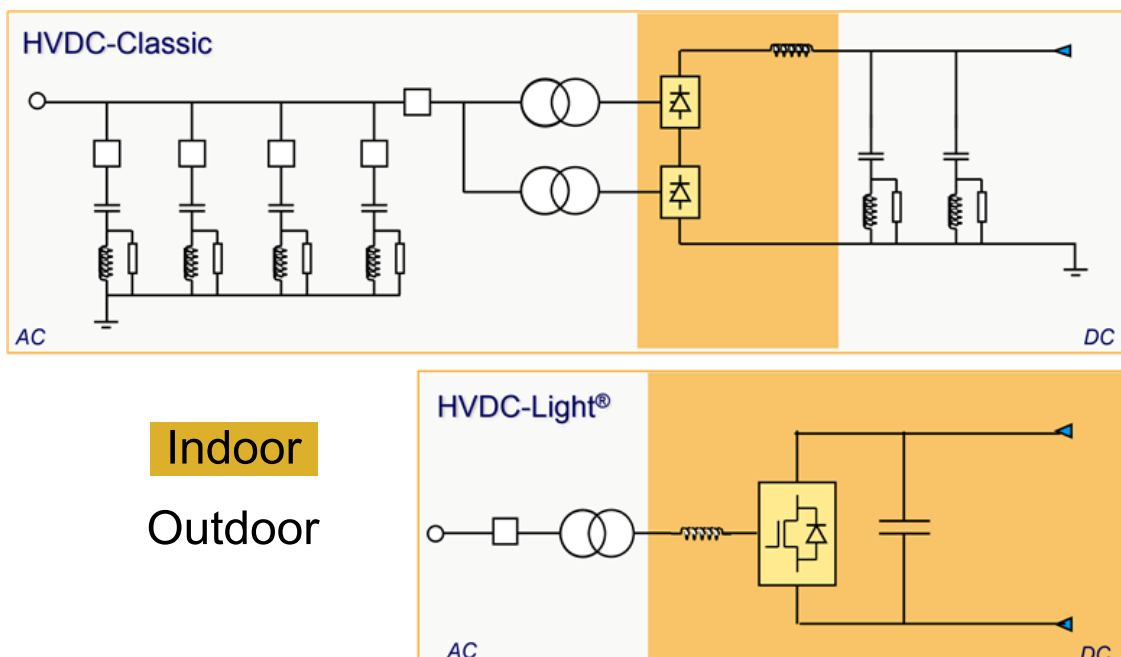 HVDC-Classic
AC
DC
HVDC-Light®
Indoor
Outdoor
AC
DC